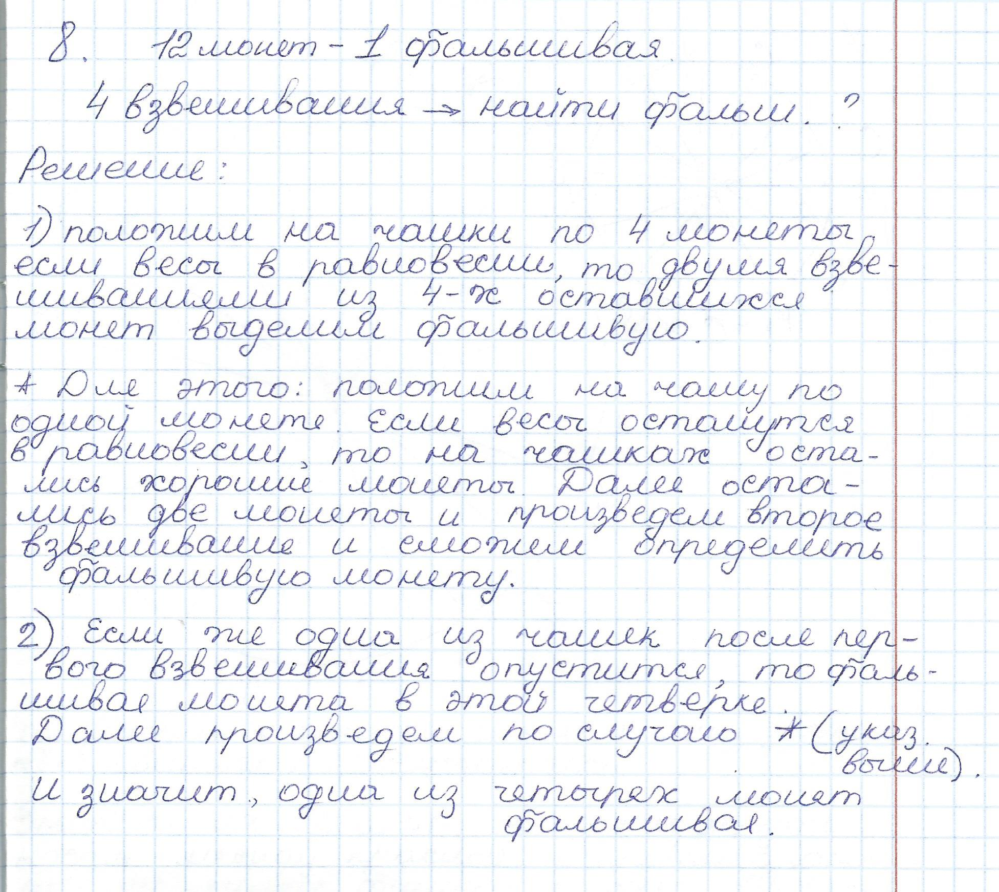 8. 12 монет - 1 фальшивая.
4 взвешивания → найти фальш. ?
Решение:
1) положим на чашки по 4 монеты,
если весы в равновесии, то двумя взве-
шиваниями из 4-х оставшихся
монет выделим фальшивую.
* Для этого: положим на чашу по
одной монете. Если весы останутся
в равновесии, то на чашках оста-
лись хорошие монеты. Далее оста-
лись две монеты и произведем второе
взвешивание и сможем определить
фальшивую монету.
2) Если же одна из чашек после пер-
вого взвешивания опустится, то фаль-
шивая монета в этой четверке.
Далее произведем по случаю * (указ.
выше).
И значит, одна из четырех монет
фальшивая.